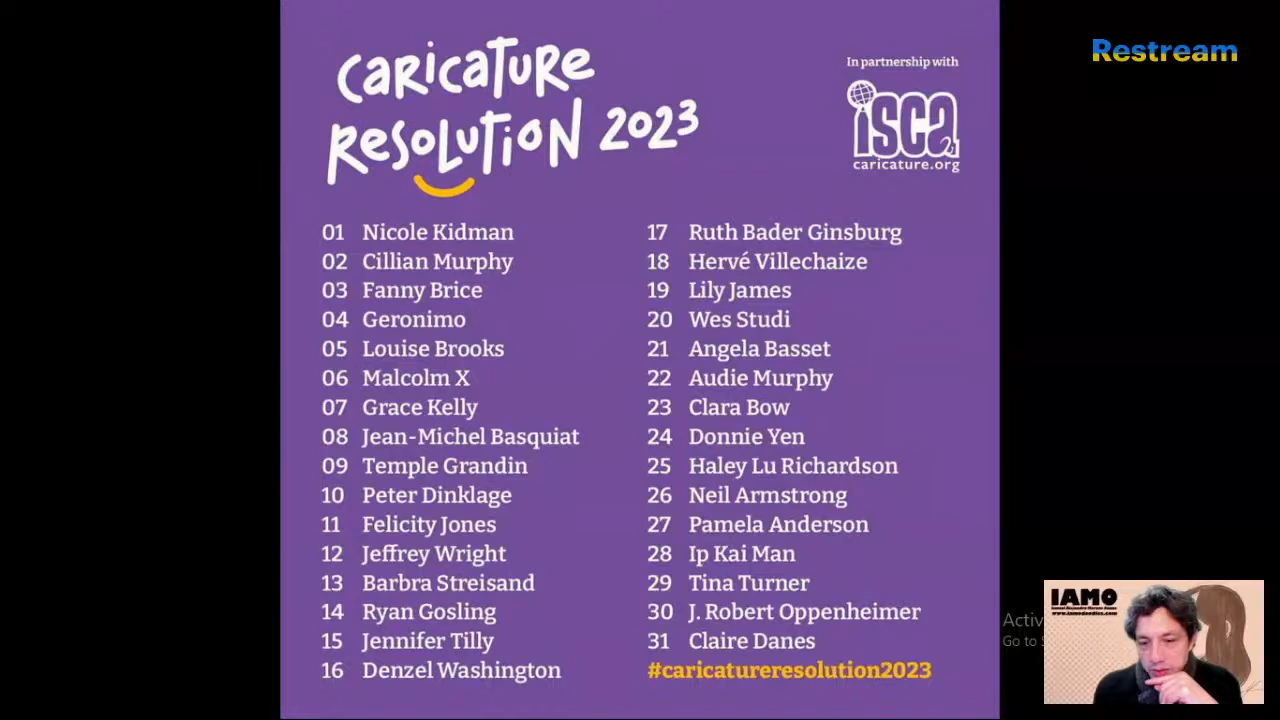 CARICATURE
RESOLUTION 2023
In partnership with
isca
caricature.org
01 Nicole Kidman
02 Cillian Murphy
03 Fanny Brice
04 Geronimo
05 Louise Brooks
06 Malcolm X
07 Grace Kelly
08 Jean-Michel Basquiat
09 Temple Grandin
10 Peter Dinklage
11 Felicity Jones
12 Jeffrey Wright
13 Barbra Streisand
14 Ryan Gosling
15 Jennifer Tilly
16 Denzel Washington
17 Ruth Bader Ginsburg
18 Hervé Villechaize
19 Lily James
20 Wes Studi
21 Angela Basset
22 Audie Murphy
23 Clara Bow
24 Donnie Yen
25 Haley Lu Richardson
26 Neil Armstrong
27 Pamela Anderson
28 Ip Kai Man
29 Tina Turner
30 J. Robert Oppenheimer
31 Claire Danes
#caricatureresolution2023
Restream
Activ
Go to S
IAMO
www.iamodoodles.com